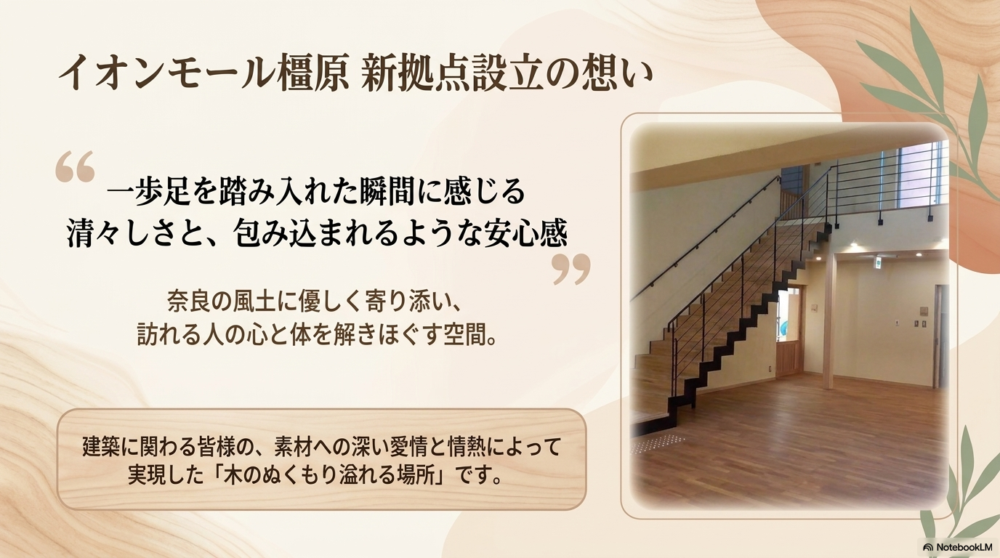 イオンモール橿原 新拠点設立の想い
“
一歩足を踏み入れた瞬間に感じる
清々しさと、包み込まれるような安心感
”
奈良の風土に優しく寄り添い、
訪れる人の心と体を解きほぐす空間。
建築に関わる皆様の、素材への深い愛情と情熱によって
実現した「木のぬくもり溢れる場所」です。
NotebookLM